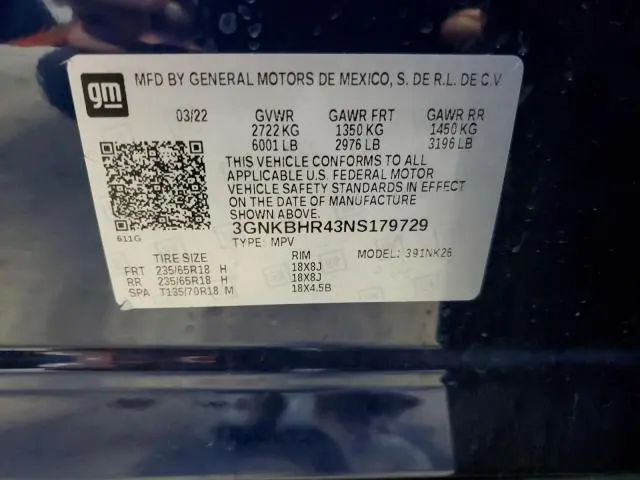 gm
MFD BY GENERAL MOTORS DE MEXICO, S. DE R.L. DE C.V.
03/22 GVWR GAWR FRT GAWR RR
2722 KG 1350 KG 1450 KG
6001 LB 2976 LB 3196 LB
THIS VEHICLE CONFORMS TO ALL
APPLICABLE U.S. FEDERAL MOTOR
VEHICLE SAFETY STANDARDS IN EFFECT
ON THE DATE OF MANUFACTURE
SHOWN ABOVE.
611G
3GNKBHR43NS179729
TYPE: MPV
TIRE SIZE RIM MODEL: 391NK26
FRT 235/65R18 H 18X8J
RR 235/65R18 H 18X8J
SPA T135/70R18 M 18X4.5B